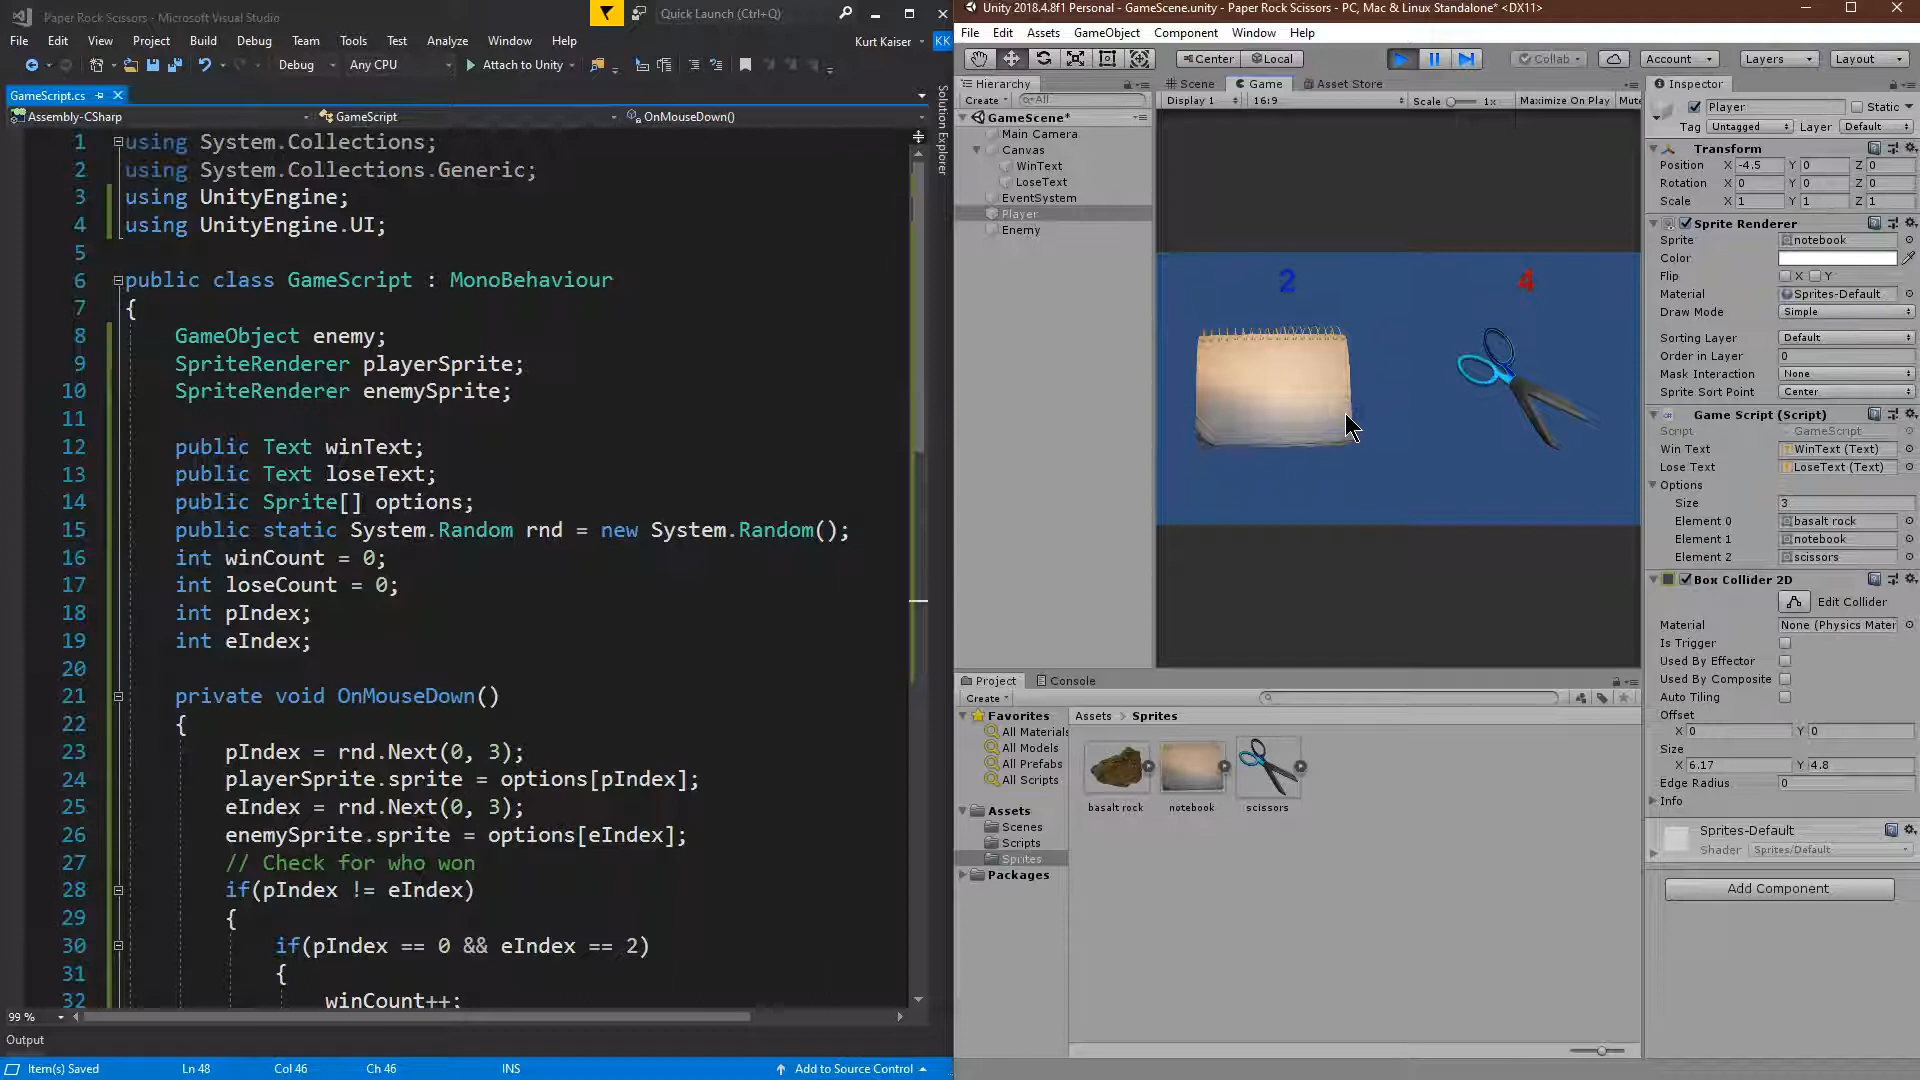 Paper Rock Scissors - Microsoft Visual Studio
Quick Launch (Ctrl+Q)
File Edit View Project Build Debug Team Tools Test Analyze Window Help
Kurt Kaiser KK
Debug Any CPU Attach to Unity
GameScript.cs
Assembly-CSharp GameScript OnMouseDown()
Solution Explorer
1 using System.Collections;
2 using System.Collections.Generic;
3 using UnityEngine;
4 using UnityEngine.UI;
5
6 public class GameScript : MonoBehaviour
7 {
8 GameObject enemy;
9 SpriteRenderer playerSprite;
10 SpriteRenderer enemySprite;
11
12 public Text winText;
13 public Text loseText;
14 public Sprite[] options;
15 public static System.Random rnd = new System.Random();
16 int winCount = 0;
17 int loseCount = 0;
18 int pIndex;
19 int eIndex;
20
21 private void OnMouseDown()
22 {
23 pIndex = rnd.Next(0, 3);
24 playerSprite.sprite = options[pIndex];
25 eIndex = rnd.Next(0, 3);
26 enemySprite.sprite = options[eIndex];
27 // Check for who won
28 if(pIndex != eIndex)
29 {
30 if(pIndex == 0 && eIndex == 2)
31 {
32 winCount++;
99 %
Output
Item(s) Saved Ln 48 Col 46 Ch 46 INS Add to Source Control
Unity 2018.4.8f1 Personal - GameScene.unity - Paper Rock Scissors - PC, Mac & Linux Standalone* <DX11>
File Edit Assets GameObject Component Window Help
Center Local Collab Account Layers Layout
Hierarchy
Create All
GameScene*
Main Camera
Canvas
WinText
LoseText
EventSystem
Player
Enemy
Scene Game Asset Store
Display 1 16:9 Scale 1x Maximize On Play Mute
2 4
Project Console
Create
Favorites
All Materials
All Models
All Prefabs
All Scripts
Assets
Scenes
Scripts
Sprites
Packages
Assets Sprites
basalt rock notebook scissors
Inspector
Player Static
Tag Untagged Layer Default
Transform
Position X -4.5 Y 0 Z 0
Rotation X 0 Y 0 Z 0
Scale X 1 Y 1 Z 1
Sprite Renderer
Sprite notebook
Color
Flip X Y
Material Sprites-Default
Draw Mode Simple
Sorting Layer Default
Order in Layer 0
Mask Interaction None
Sprite Sort Point Center
Game Script (Script)
Script GameScript
Win Text WinText (Text)
Lose Text LoseText (Text)
Options
Size 3
Element 0 basalt rock
Element 1 notebook
Element 2 scissors
Box Collider 2D
Edit Collider
Material None (Physics Mater
Is Trigger
Used By Effector
Used By Composite
Auto Tiling
Offset
X 0 Y 0
Size
X 6.17 Y 4.8
Edge Radius 0
Info
Sprites-Default
Shader Sprites/Default
Add Component